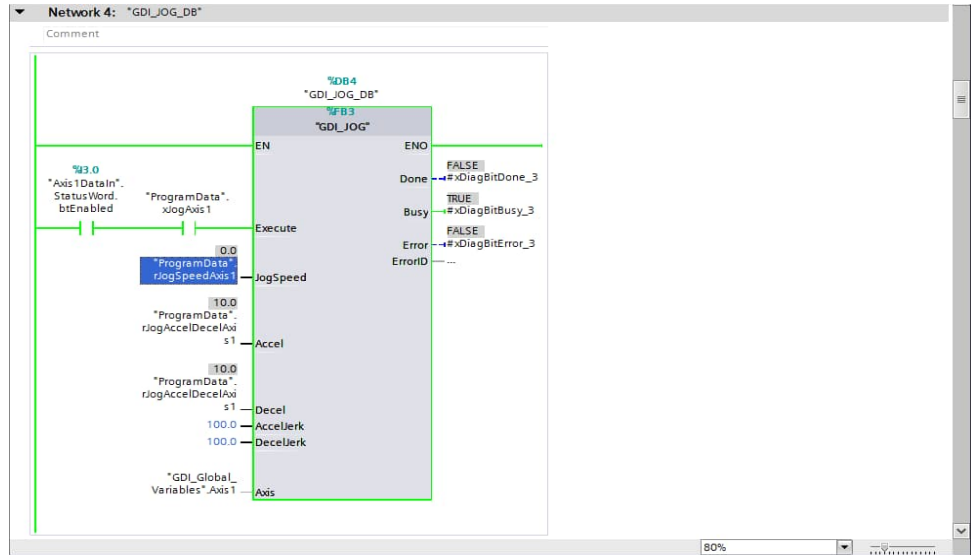 Network 4: "GDI_JOG_DB"
Comment
%DB4
"GDI_JOG_DB"
%FB3
"GDI_JOG"
EN
ENO
%I3.0
"Axis1DataIn".
StatusWord.
btEnabled
"ProgramData".
xJogAxis1
Execute
0.0
"ProgramData".
rJogSpeedAxis1
JogSpeed
10.0
"ProgramData".
rJogAccelDecelAxi
s1
Accel
10.0
"ProgramData".
rJogAccelDecelAxi
s1
Decel
100.0
AccelJerk
100.0
DecelJerk
"GDI_Global_
Variables".Axis1
Axis
FALSE
Done
#xDiagBitDone_3
TRUE
Busy
#xDiagBitBusy_3
FALSE
Error
#xDiagBitError_3
ErrorID
...
80%